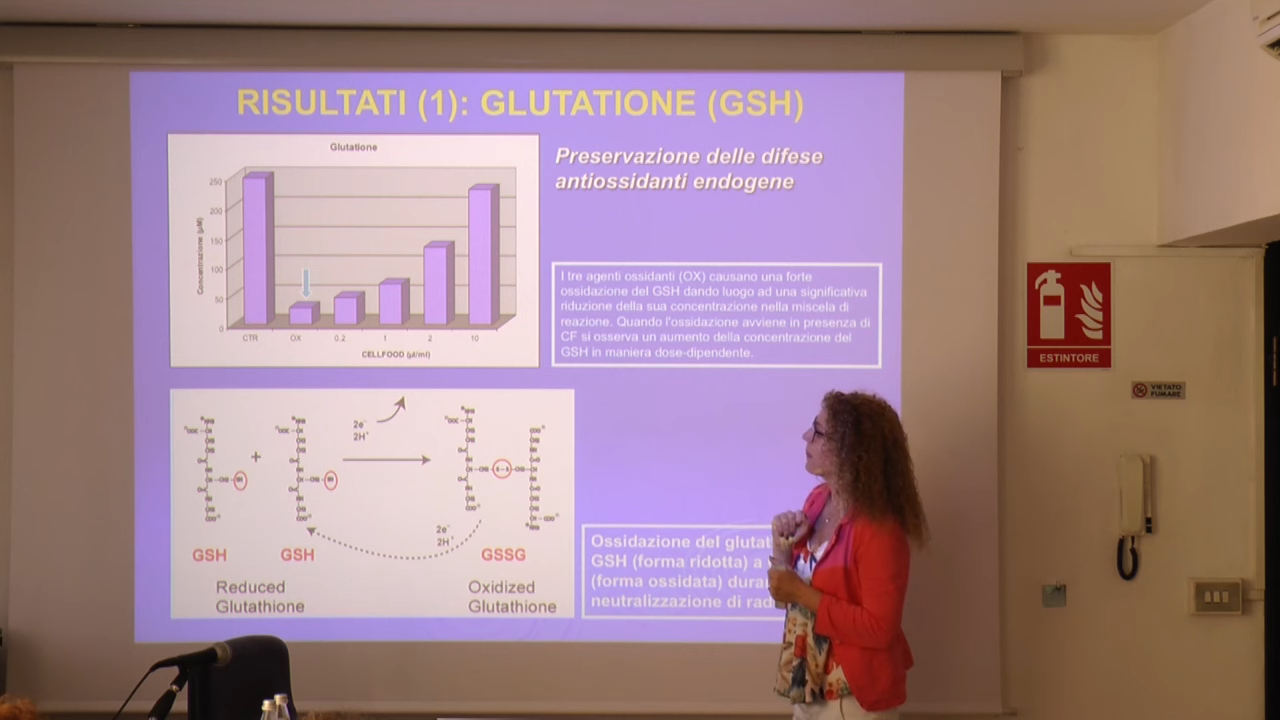 RISULTATI (1): GLUTATIONE (GSH)
Glutatione
250
200
150
100
50
0
Concentrazione (µM)
CTR OX 0.2 1 2 10
CELLFOOD (µl/ml)
Preservazione delle difese
antiossidanti endogene
I tre agenti ossidanti (OX) causano una forte
ossidazione del GSH dando luogo ad una significativa
riduzione della sua concentrazione nella miscela di
reazione. Quando l'ossidazione avviene in presenza di
CF si osserva un aumento della concentrazione del
GSH in maniera dose-dipendente.
+
2e⁻
2H⁺
2e⁻
2H⁺
GSH GSH GSSG
Reduced
Glutathione
Oxidized
Glutathione
Ossidazione del glutat
GSH (forma ridotta) a
(forma ossidata) dura
neutralizzazione di rad
ESTINTORE
VIETATO
FUMARE